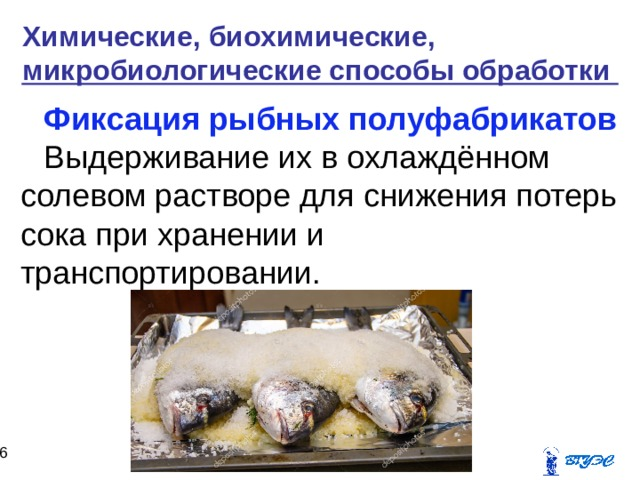 Химические, биохимические,
микробиологические способы обработки
Фиксация рыбных полуфабрикатов
Выдерживание их в охлаждённом
солевом растворе для снижения потерь
сока при хранении и
транспортировании.
6
ВГУЭС